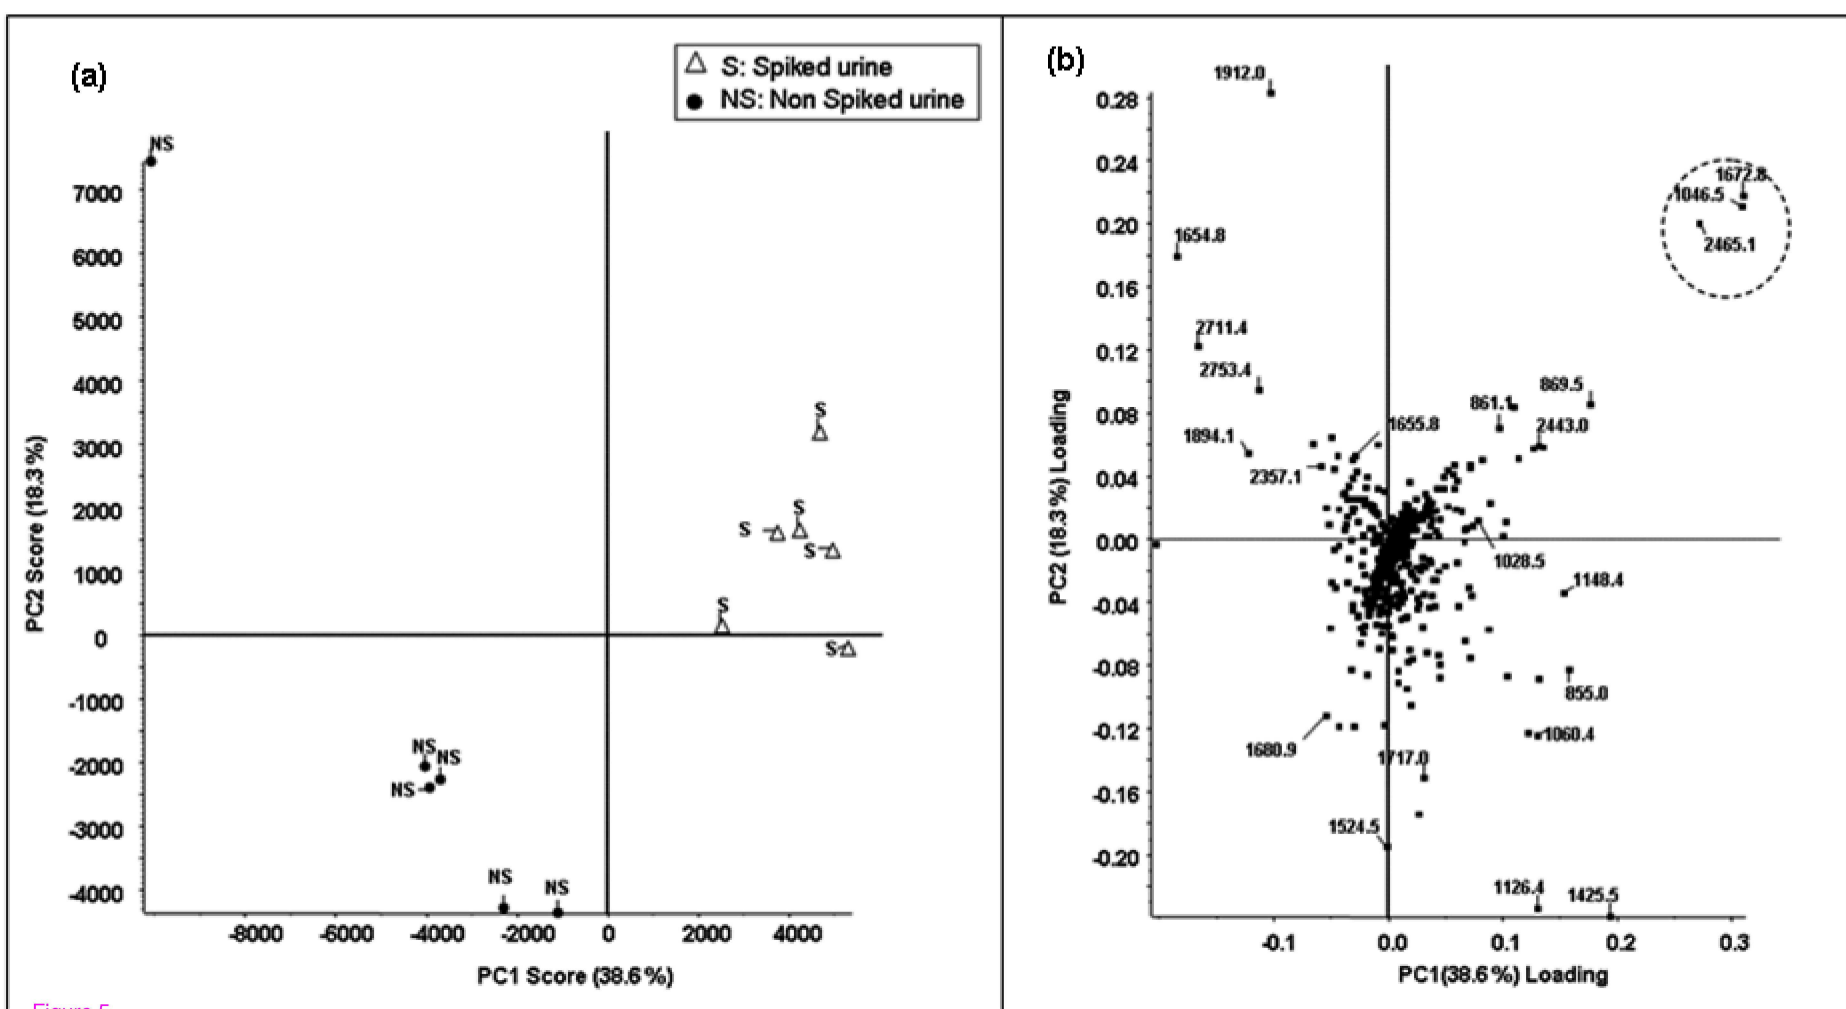 (a)
S: Spiked urine
NS: Non Spiked urine
NS
7000
6000
5000
4000
3000
2000
1000
0
-1000
-2000
-3000
-4000
PC2 Score (18.3 %)
S
S
S
S
S
S
NS
NS
NS
NS
NS
-8000 -6000 -4000 -2000 0 2000 4000
PC1 Score (38.6 %)
Figure 5
(b)
1912.0
0.28
0.24
0.20
0.16
0.12
0.08
0.04
0.00
-0.04
-0.08
-0.12
-0.16
-0.20
PC2 (18.3 %) Loading
1672.8
1046.5
2465.1
1654.8
2711.4
2753.4
869.5
861.1
2443.0
1655.8
1894.1
2357.1
1028.5
1148.4
855.0
1060.4
1680.9
1717.0
1524.5
1126.4
1425.5
-0.1 0.0 0.1 0.2 0.3
PC1(38.6 %) Loading